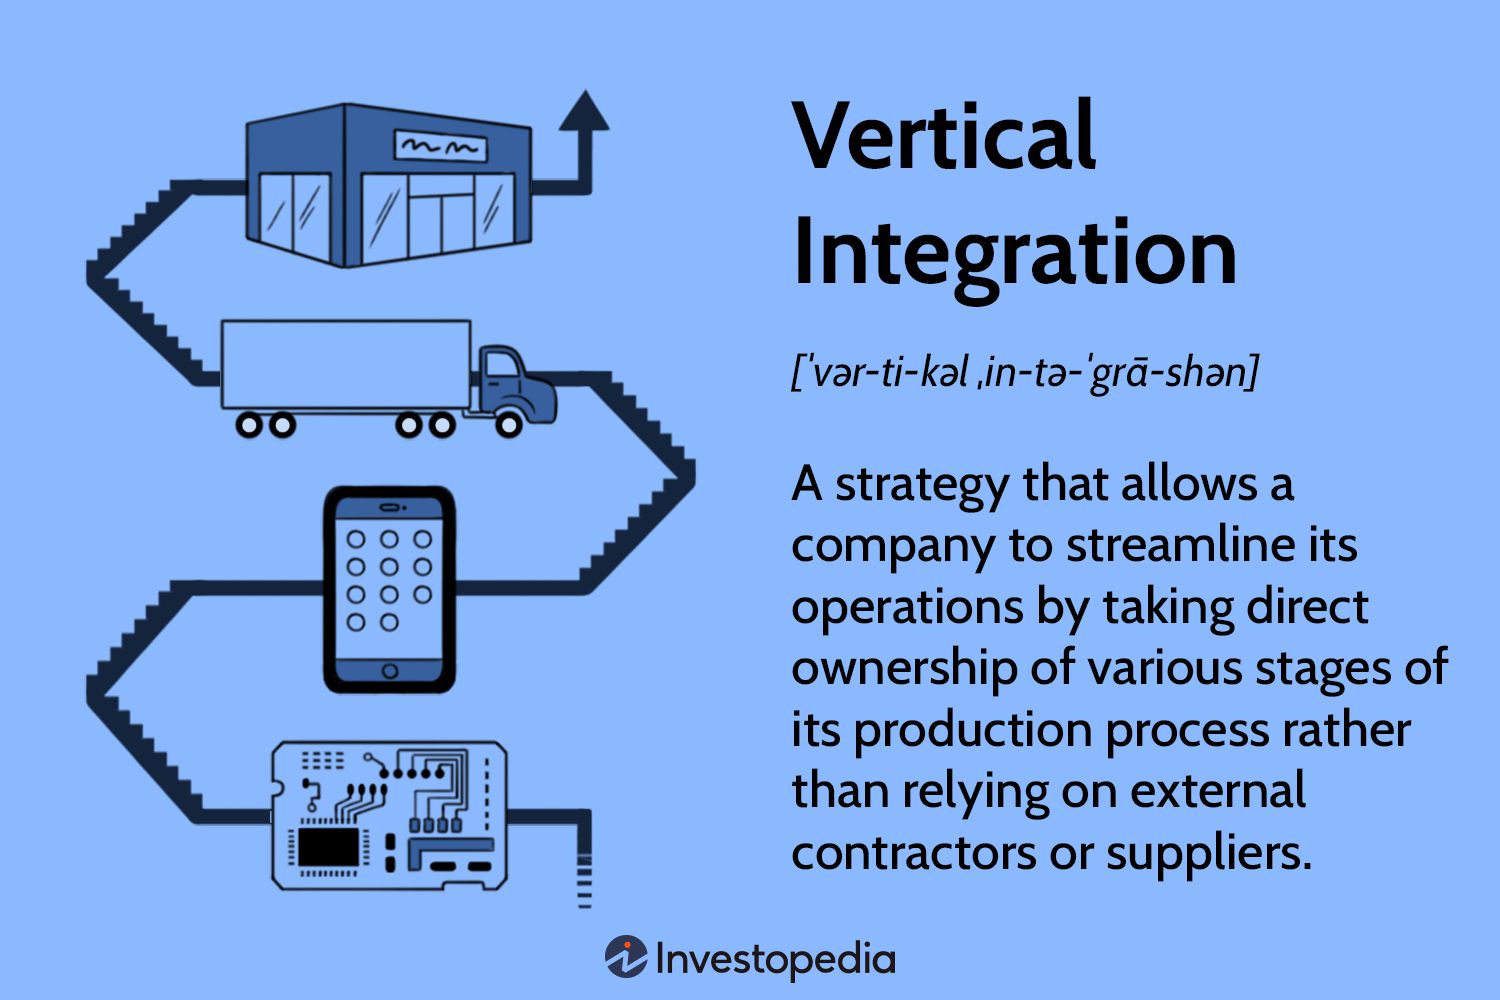 Vertical
Integration
[ˈvər-ti-kəl ˌin-tə-ˈgrā-shən]
A strategy that allows a
company to streamline its
operations by taking direct
ownership of various stages of
its production process rather
than relying on external
contractors or suppliers.
Investopedia